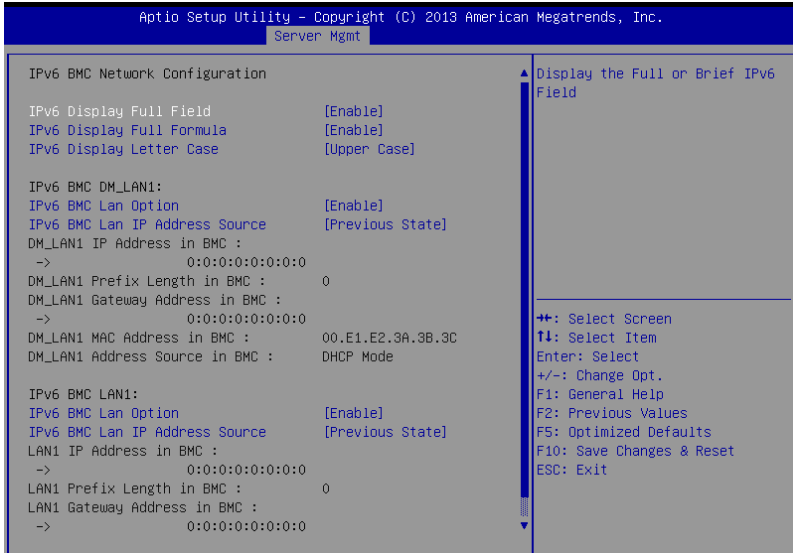 Aptio Setup Utility – Copyright (C) 2013 American Megatrends, Inc.
Server Mgmt
IPv6 BMC Network Configuration
IPv6 Display Full Field [Enable]
IPv6 Display Full Formula [Enable]
IPv6 Display Letter Case [Upper Case]
IPv6 BMC DM_LAN1:
IPv6 BMC Lan Option [Enable]
IPv6 BMC Lan IP Address Source [Previous State]
DM_LAN1 IP Address in BMC :
-> 0:0:0:0:0:0:0:0
DM_LAN1 Prefix Length in BMC : 0
DM_LAN1 Gateway Address in BMC :
-> 0:0:0:0:0:0:0:0
DM_LAN1 MAC Address in BMC : 00.E1.E2.3A.3B.3C
DM_LAN1 Address Source in BMC : DHCP Mode
IPv6 BMC LAN1:
IPv6 BMC Lan Option [Enable]
IPv6 BMC Lan IP Address Source [Previous State]
LAN1 IP Address in BMC :
-> 0:0:0:0:0:0:0:0
LAN1 Prefix Length in BMC : 0
LAN1 Gateway Address in BMC :
-> 0:0:0:0:0:0:0:0
Display the Full or Brief IPv6
Field
→←: Select Screen
↑↓: Select Item
Enter: Select
+/-: Change Opt.
F1: General Help
F2: Previous Values
F5: Optimized Defaults
F10: Save Changes & Reset
ESC: Exit